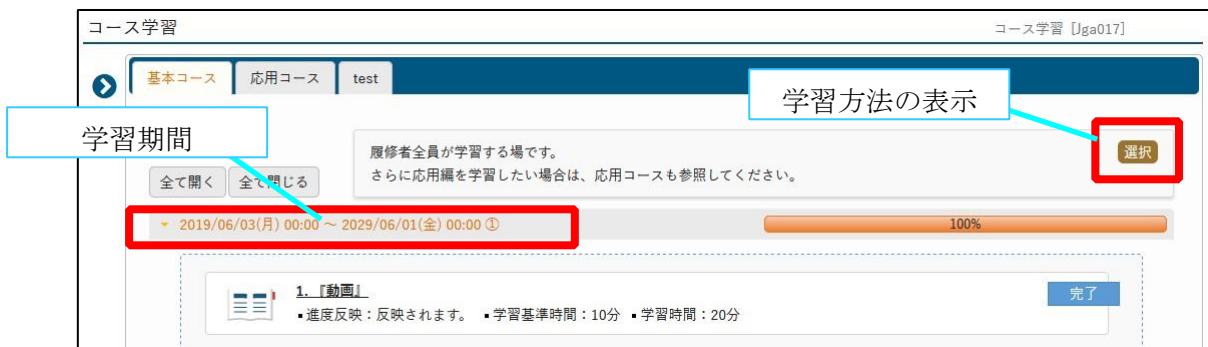 コース学習
コース学習 [Jga017]
基本コース
応用コース
test
学習方法の表示
学習期間
履修者全員が学習する場です。
選択
さらに応用編を学習したい場合は、応用コースも参照してください。
全て開く
全て閉じる
2019/06/03(月) 00:00 ～ 2029/06/01(金) 00:00 ①
100%
1. 『動画』
完了
▪進度反映：反映されます。 ▪学習基準時間：10分 ▪学習時間：20分